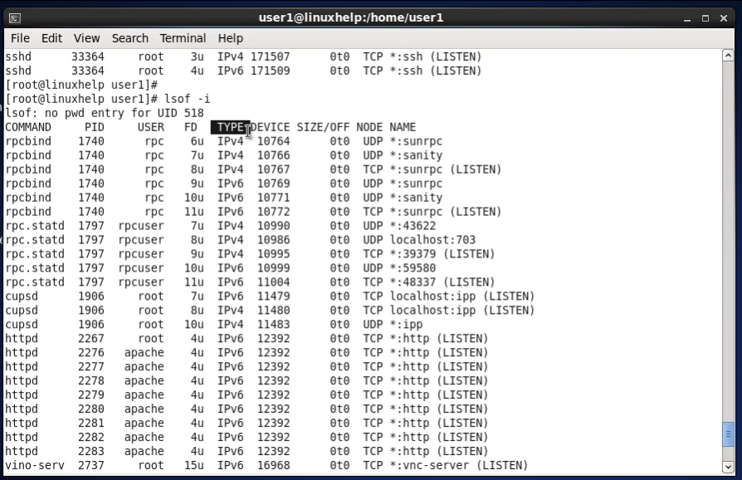 user1@linuxhelp:/home/user1
File Edit View Search Terminal Help
sshd 33364 root 3u IPv4 171507 0t0 TCP *:ssh (LISTEN)
sshd 33364 root 4u IPv6 171509 0t0 TCP *:ssh (LISTEN)
[root@linuxhelp user1]#
[root@linuxhelp user1]# lsof -i
lsof: no pwd entry for UID 518
COMMAND PID USER FD TYPE DEVICE SIZE/OFF NODE NAME
rpcbind 1740 rpc 6u IPv4 10764 0t0 UDP *:sunrpc
rpcbind 1740 rpc 7u IPv4 10766 0t0 UDP *:sanity
rpcbind 1740 rpc 8u IPv4 10767 0t0 TCP *:sunrpc (LISTEN)
rpcbind 1740 rpc 9u IPv6 10769 0t0 UDP *:sunrpc
rpcbind 1740 rpc 10u IPv6 10771 0t0 UDP *:sanity
rpcbind 1740 rpc 11u IPv6 10772 0t0 TCP *:sunrpc (LISTEN)
rpc.statd 1797 rpcuser 7u IPv4 10990 0t0 UDP *:43622
rpc.statd 1797 rpcuser 8u IPv4 10986 0t0 UDP localhost:703
rpc.statd 1797 rpcuser 9u IPv4 10995 0t0 TCP *:39379 (LISTEN)
rpc.statd 1797 rpcuser 10u IPv6 10999 0t0 UDP *:59580
rpc.statd 1797 rpcuser 11u IPv6 11004 0t0 TCP *:48337 (LISTEN)
cupsd 1906 root 7u IPv6 11479 0t0 TCP localhost:ipp (LISTEN)
cupsd 1906 root 8u IPv4 11480 0t0 TCP localhost:ipp (LISTEN)
cupsd 1906 root 10u IPv4 11483 0t0 UDP *:ipp
httpd 2267 root 4u IPv6 12392 0t0 TCP *:http (LISTEN)
httpd 2276 apache 4u IPv6 12392 0t0 TCP *:http (LISTEN)
httpd 2277 apache 4u IPv6 12392 0t0 TCP *:http (LISTEN)
httpd 2278 apache 4u IPv6 12392 0t0 TCP *:http (LISTEN)
httpd 2279 apache 4u IPv6 12392 0t0 TCP *:http (LISTEN)
httpd 2280 apache 4u IPv6 12392 0t0 TCP *:http (LISTEN)
httpd 2281 apache 4u IPv6 12392 0t0 TCP *:http (LISTEN)
httpd 2282 apache 4u IPv6 12392 0t0 TCP *:http (LISTEN)
httpd 2283 apache 4u IPv6 12392 0t0 TCP *:http (LISTEN)
vino-serv 2737 root 15u IPv6 16968 0t0 TCP *:vnc-server (LISTEN)